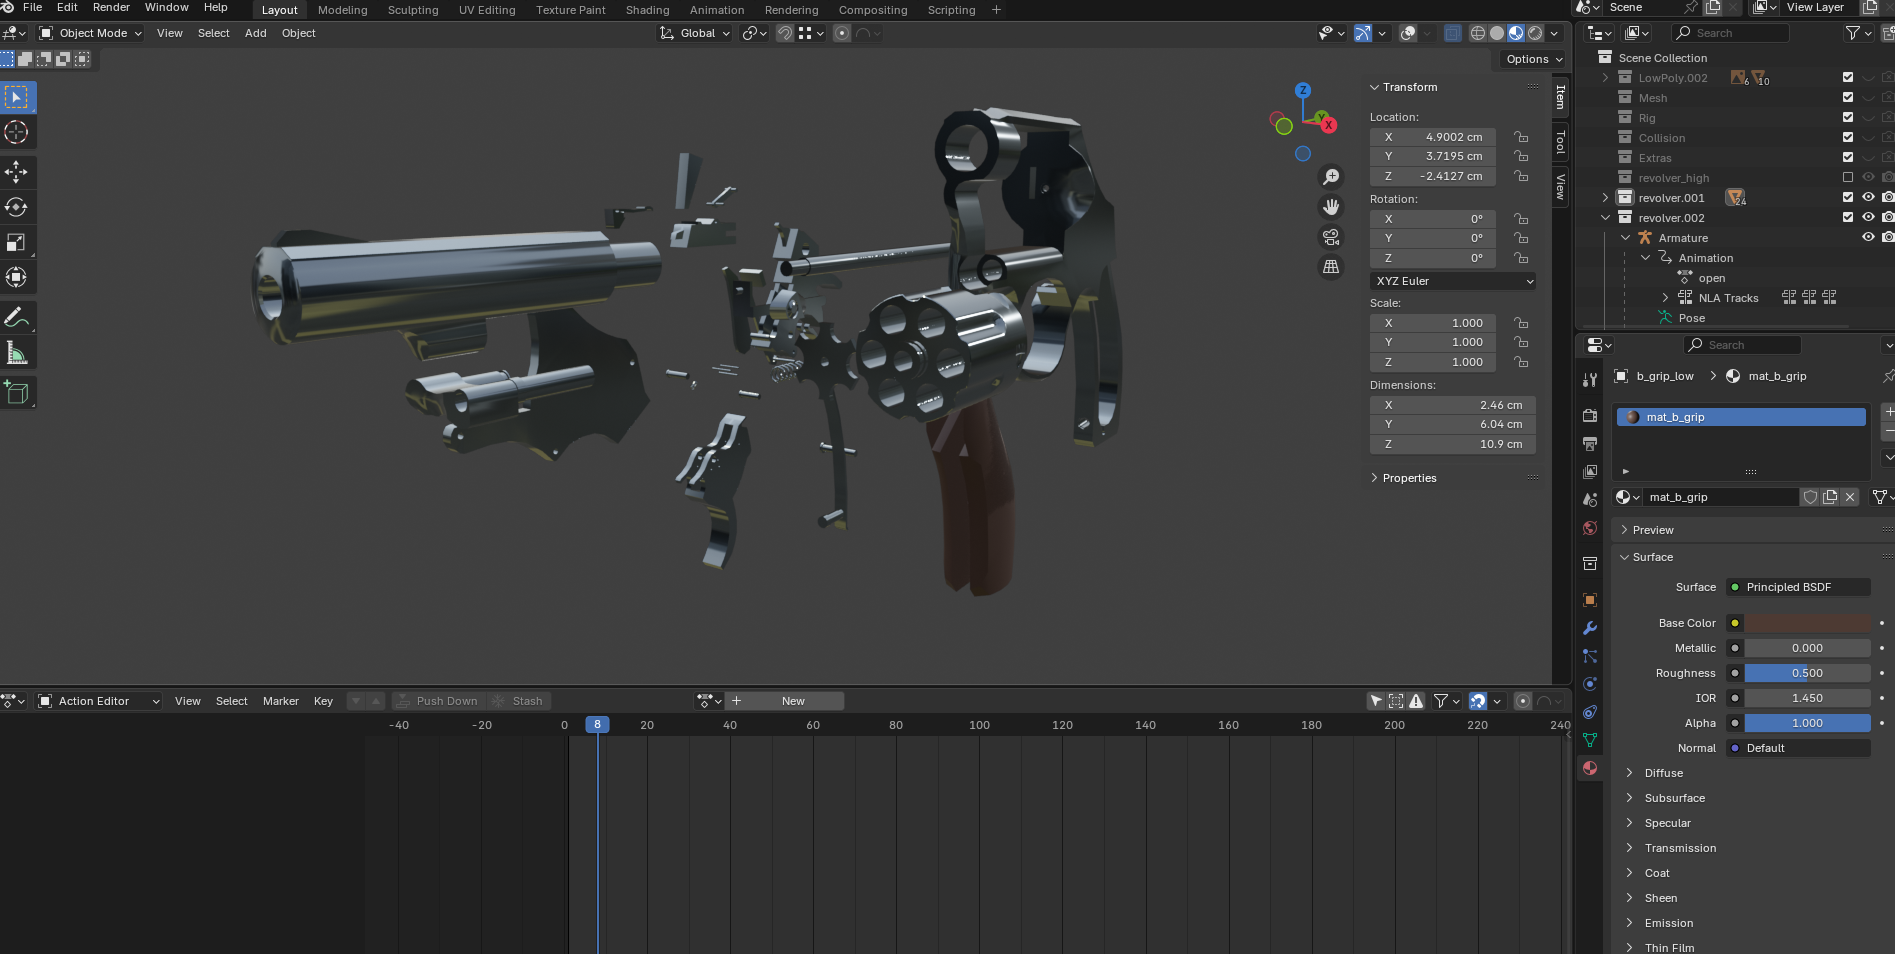 File Edit Render Window Help
Layout Modeling Sculpting UV Editing Texture Paint Shading Animation Rendering Compositing Scripting +
Scene
View Layer
Object Mode View Select Add Object
Global
Search
Options
Scene Collection
LowPoly.002 6 10
Mesh
Rig
Collision
Extras
revolver_high
revolver.001 24
revolver.002
Armature
Animation
open
NLA Tracks
Pose
Z
Y
X
Transform
Location:
X 4.9002 cm
Y 3.7195 cm
Z -2.4127 cm
Rotation:
X 0°
Y 0°
Z 0°
XYZ Euler
Scale:
X 1.000
Y 1.000
Z 1.000
Dimensions:
X 2.46 cm
Y 6.04 cm
Z 10.9 cm
Properties
Item
Tool
View
Search
b_grip_low > mat_b_grip
mat_b_grip
mat_b_grip
Preview
Surface
Surface Principled BSDF
Base Color
Metallic 0.000
Roughness 0.500
IOR 1.450
Alpha 1.000
Normal Default
Diffuse
Subsurface
Specular
Transmission
Coat
Sheen
Emission
Thin Film
Action Editor View Select Marker Key Push Down Stash + New
-40 -20 0 8 20 40 60 80 100 120 140 160 180 200 220 240